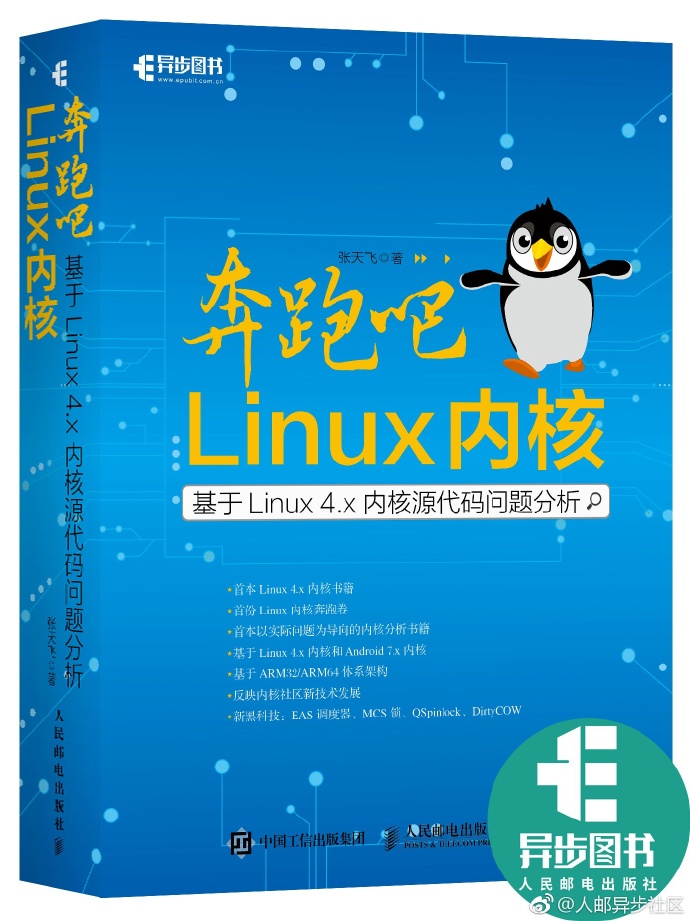 异步图书
www.epubit.com.cn
张天飞◎著
奔跑吧
Linux内核
基于 Linux 4.x 内核源代码问题分析
•首本 Linux 4.x 内核书籍
•首份 Linux 内核奔跑卷
•首本以实际问题为导向的内核分析书籍
•基于 Linux 4.x 内核和 Android 7.x 内核
•基于 ARM32/ARM64 体系架构
•反映内核社区新技术发展
•新黑科技：EAS 调度器、MCS 锁、QSpinlock、DirtyCOW
中国工信出版集团
人民邮电出版
POSTS & TELECOM PRE
奔跑吧
Linux内核
基于 Linux 4.x 内核源代码问题分析
张天飞◎著
人民邮电出版社
异步图书
人民邮电出版社
@人邮异步社区